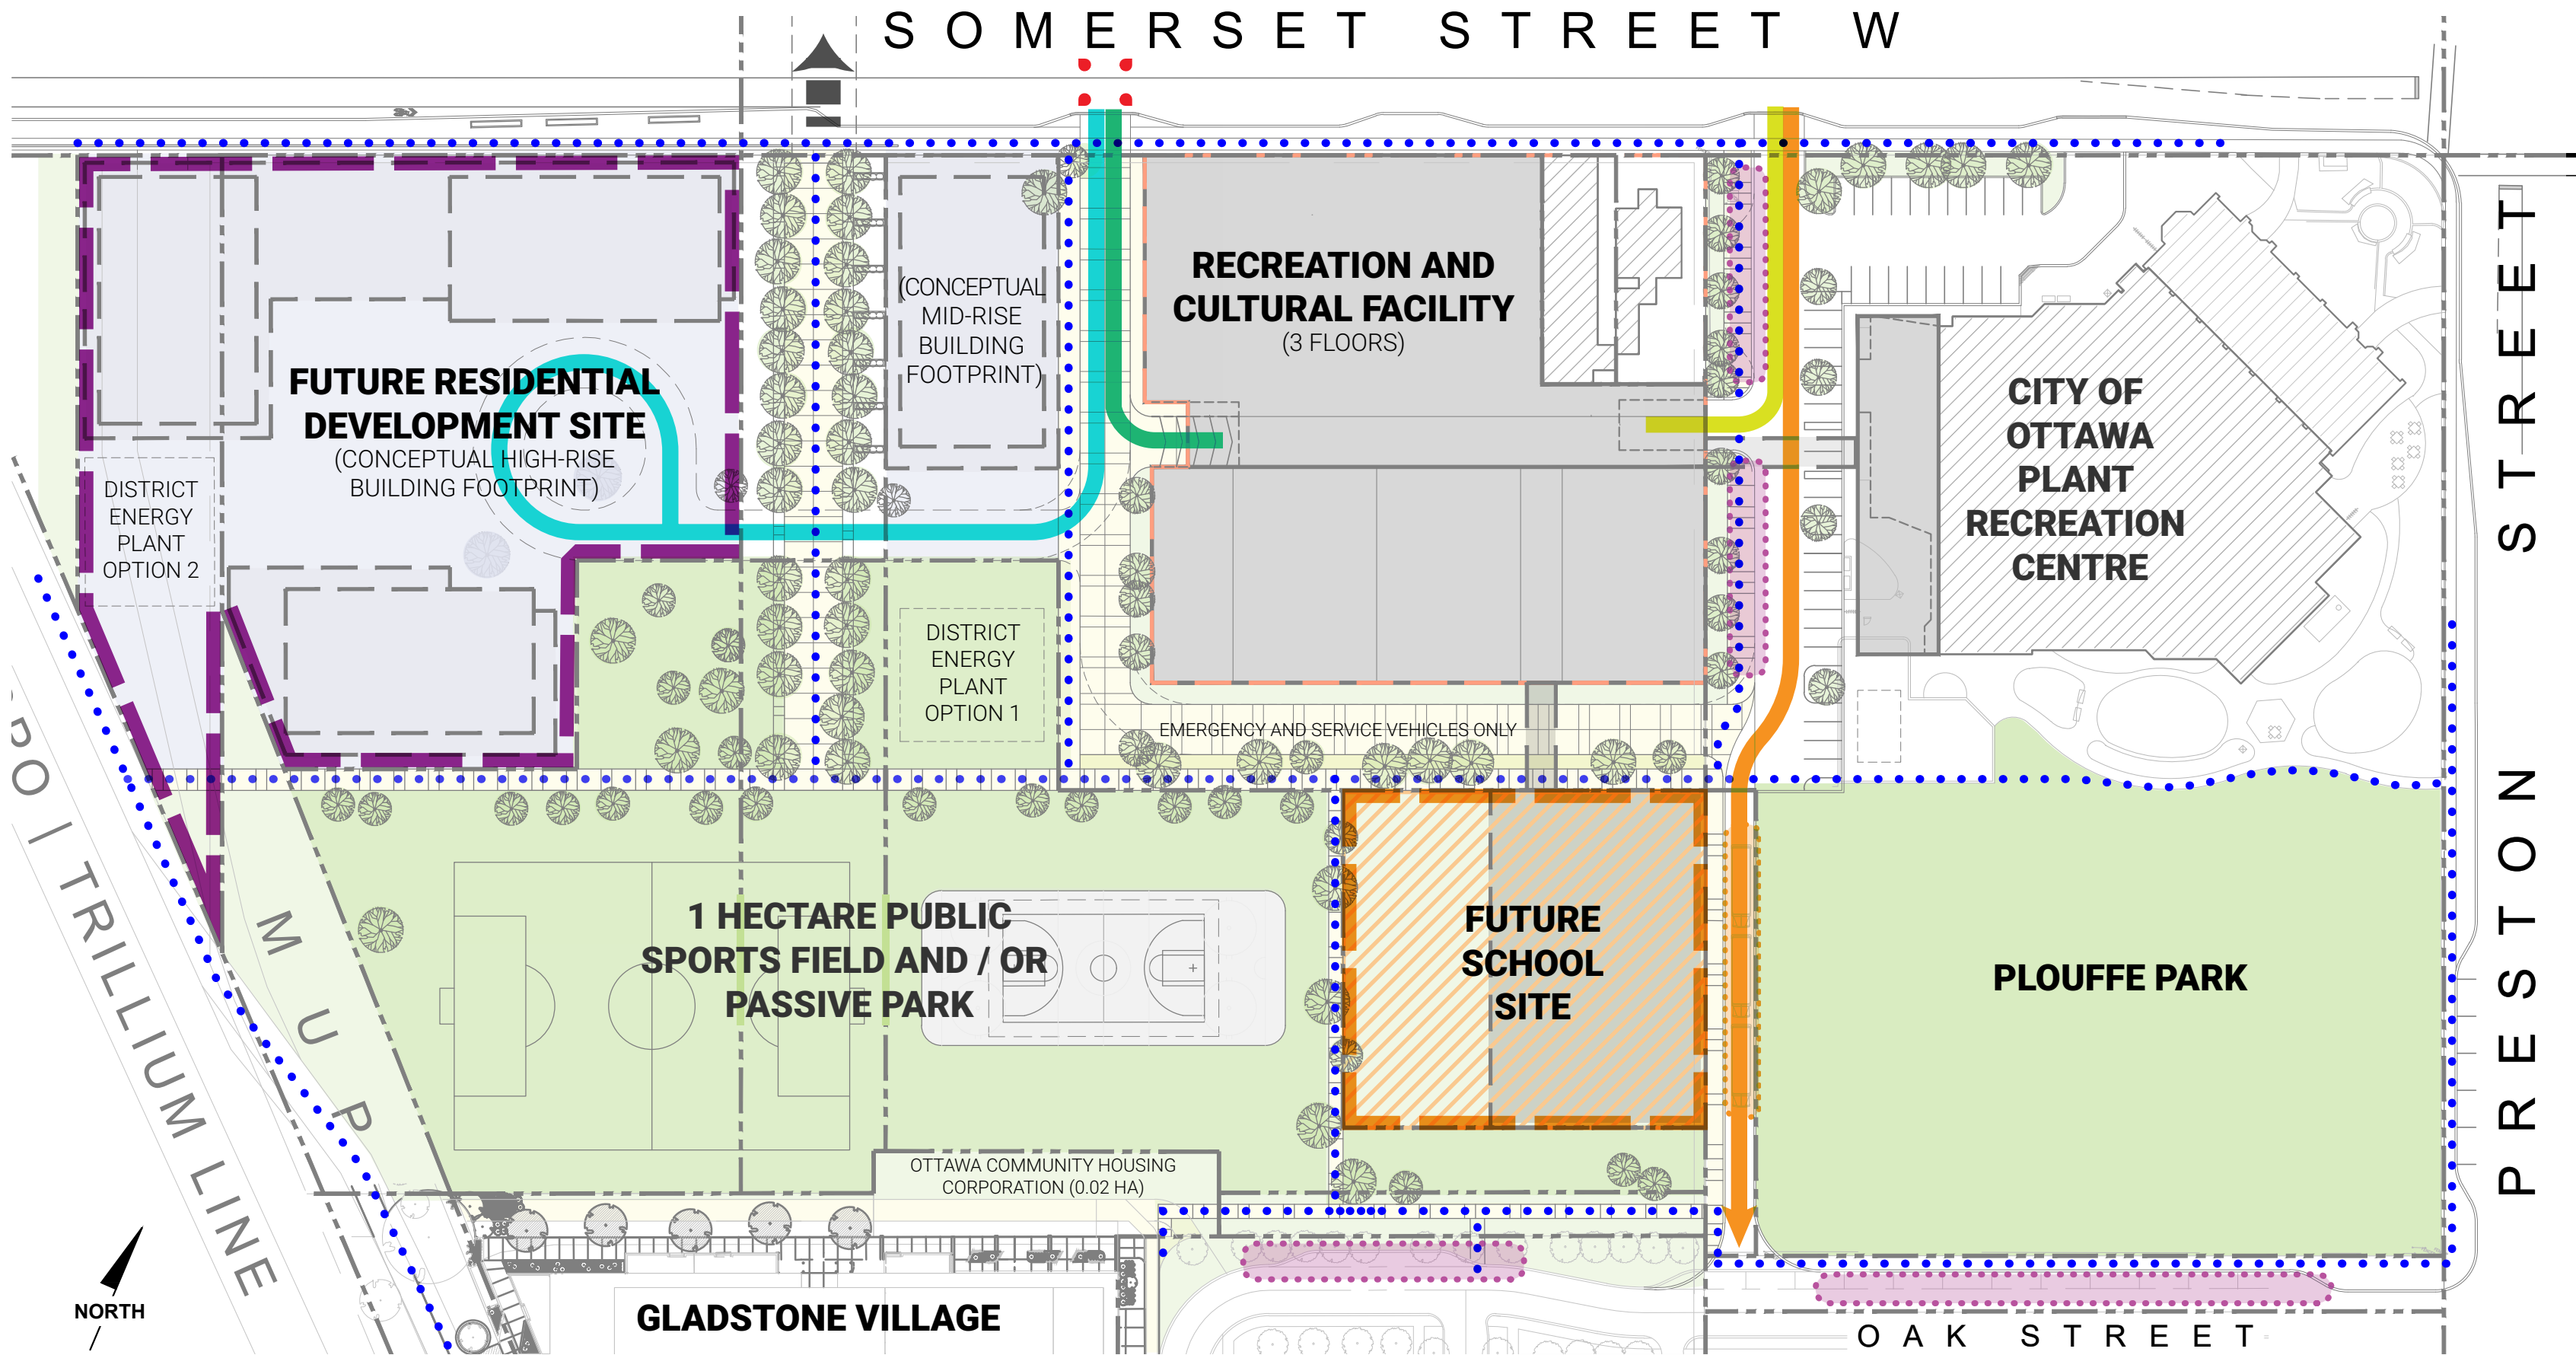 SOMERSET STREET W
RECREATION AND
CULTURAL FACILITY
(3 FLOORS)
(CONCEPTUAL
MID-RISE
BUILDING
FOOTPRINT)
FUTURE RESIDENTIAL
DEVELOPMENT SITE
(CONCEPTUAL HIGH-RISE
BUILDING FOOTPRINT)
DISTRICT
ENERGY
PLANT
OPTION 2
CITY OF
OTTAWA
PLANT
RECREATION
CENTRE
PRESTON STREET
DISTRICT
ENERGY
PLANT
OPTION 1
EMERGENCY AND SERVICE VEHICLES ONLY
PO | TRILLIUM LINE
MUP
1 HECTARE PUBLIC
SPORTS FIELD AND / OR
PASSIVE PARK
FUTURE
SCHOOL
SITE
PLOUFFE PARK
OTTAWA COMMUNITY HOUSING
CORPORATION (0.02 HA)
GLADSTONE VILLAGE
OAK STREET
NORTH